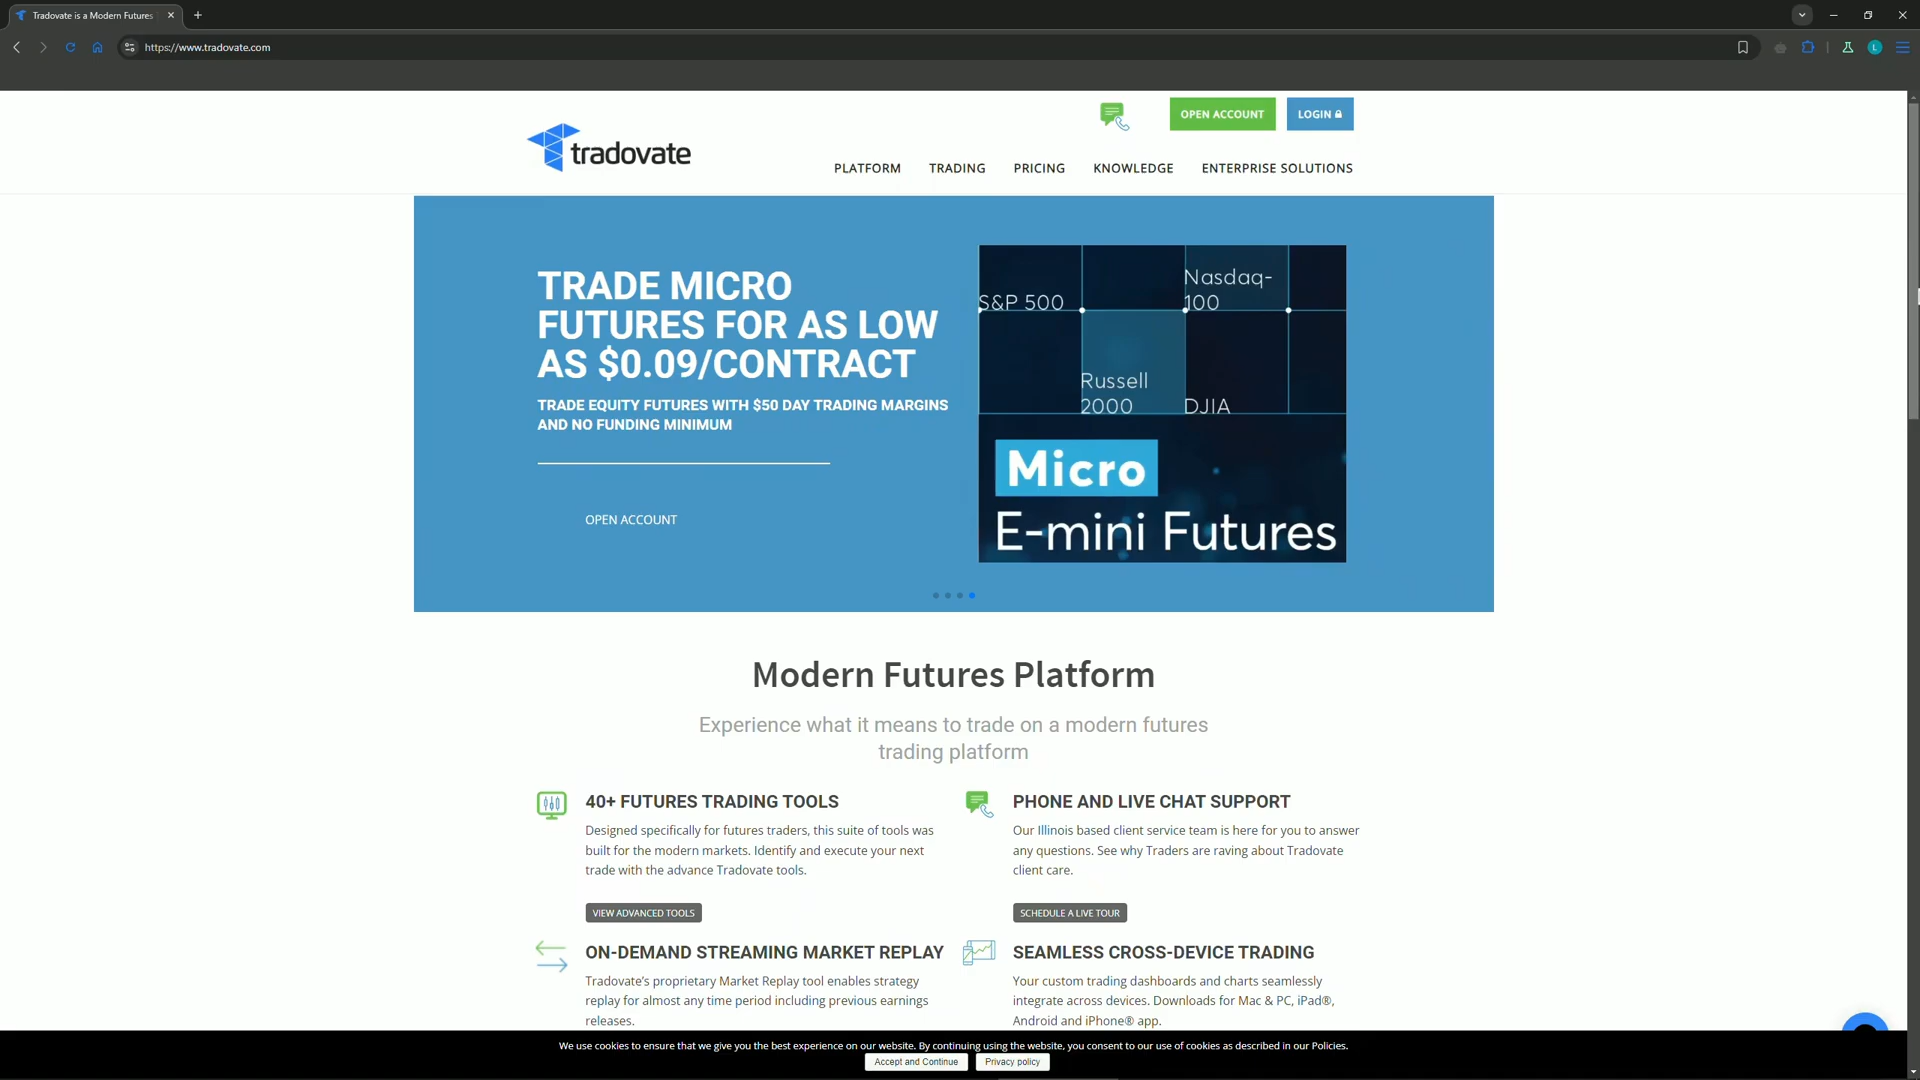 Tradovate is a Modern Futures
https://www.tradovate.com
L
OPEN ACCOUNT
LOGIN
tradovate
PLATFORM
TRADING
PRICING
KNOWLEDGE
ENTERPRISE SOLUTIONS
TRADE MICRO
FUTURES FOR AS LOW
AS $0.09/CONTRACT
TRADE EQUITY FUTURES WITH $50 DAY TRADING MARGINS
AND NO FUNDING MINIMUM
OPEN ACCOUNT
S&P 500
Nasdaq-
100
Russell
2000
DJIA
Micro
E-mini Futures
Modern Futures Platform
Experience what it means to trade on a modern futures
trading platform
40+ FUTURES TRADING TOOLS
Designed specifically for futures traders, this suite of tools was
built for the modern markets. Identify and execute your next
trade with the advance Tradovate tools.
VIEW ADVANCED TOOLS
PHONE AND LIVE CHAT SUPPORT
Our Illinois based client service team is here for you to answer
any questions. See why Traders are raving about Tradovate
client care.
SCHEDULE A LIVE TOUR
ON-DEMAND STREAMING MARKET REPLAY
Tradovate's proprietary Market Replay tool enables strategy
replay for almost any time period including previous earnings
releases.
SEAMLESS CROSS-DEVICE TRADING
Your custom trading dashboards and charts seamlessly
integrate across devices. Downloads for Mac & PC, iPad®,
Android and iPhone® app.
We use cookies to ensure that we give you the best experience on our website. By continuing using the website, you consent to our use of cookies as described in our Policies.
Accept and Continue
Privacy policy